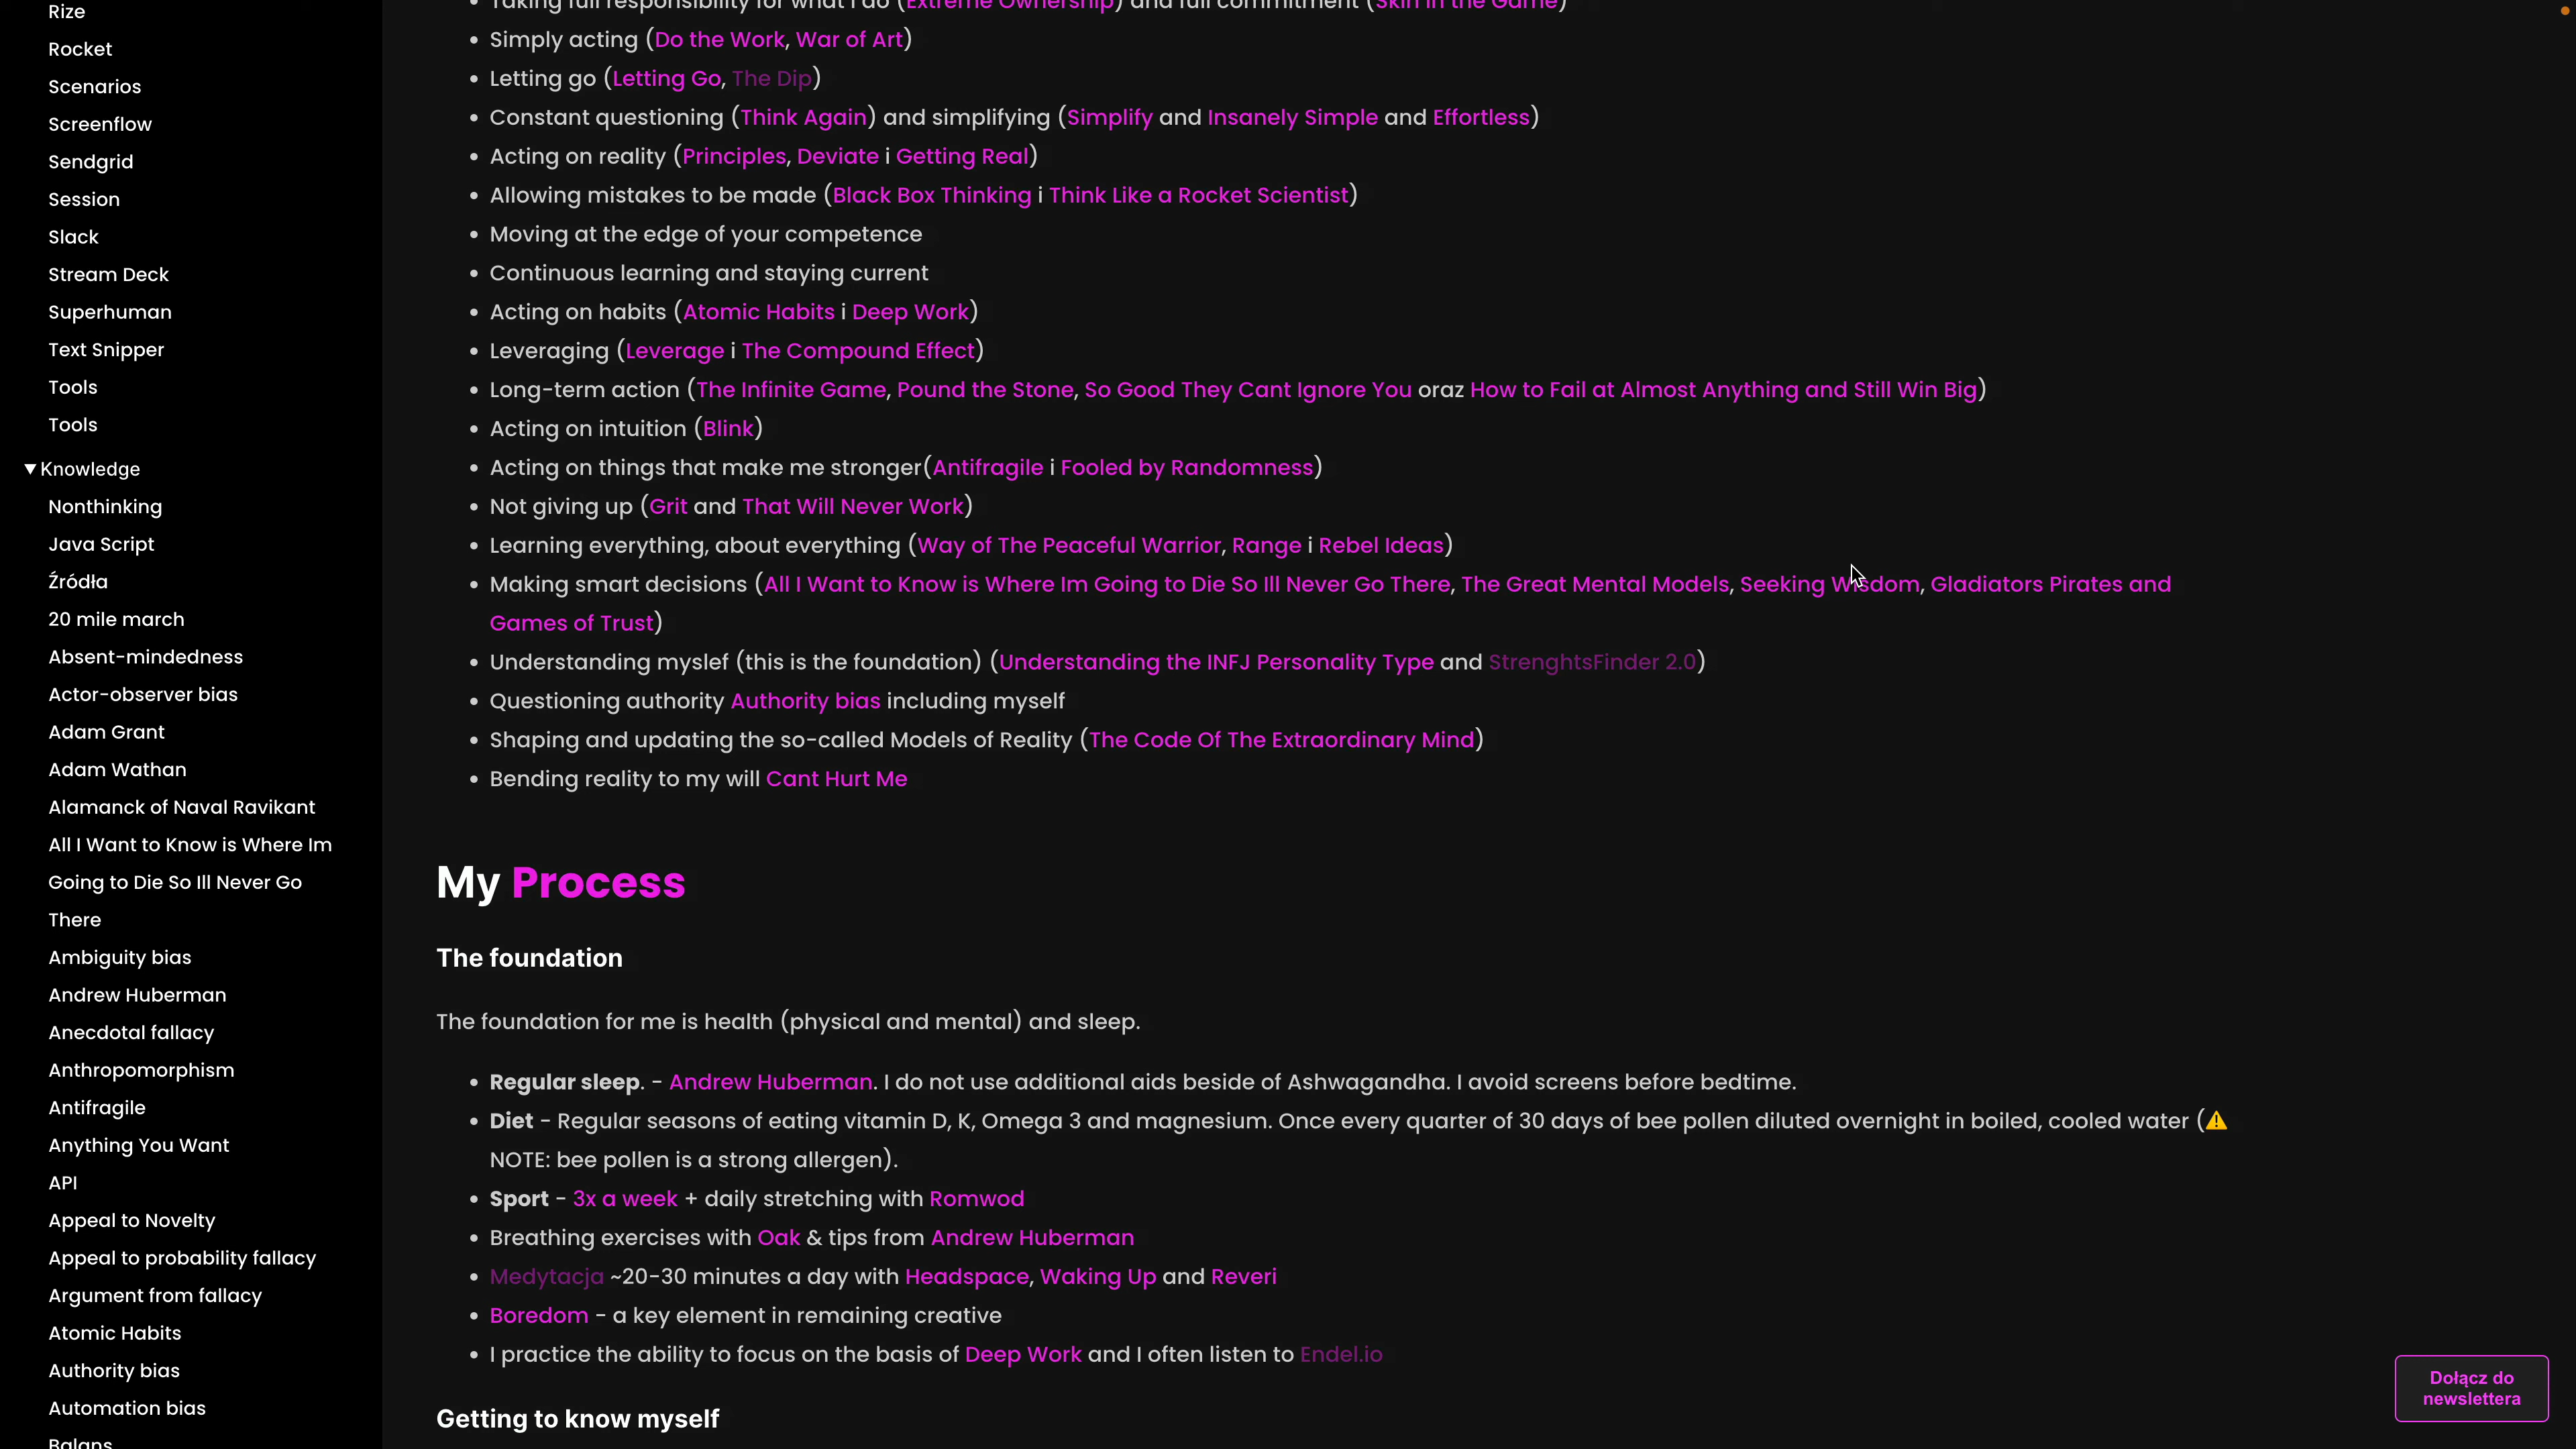 Rize
Rocket
Scenarios
Screenflow
Sendgrid
Session
Slack
Stream Deck
Superhuman
Text Snipper
Tools
Tools
Knowledge
Nonthinking
Java Script
Źródła
20 mile march
Absent-mindedness
Actor-observer bias
Adam Grant
Adam Wathan
Alamanck of Naval Ravikant
All I Want to Know is Where Im
Going to Die So Ill Never Go
There
Ambiguity bias
Andrew Huberman
Anecdotal fallacy
Anthropomorphism
Antifragile
Anything You Want
API
Appeal to Novelty
Appeal to probability fallacy
Argument from fallacy
Atomic Habits
Authority bias
Automation bias
Balans
Taking full responsibility for what I do (Extreme Ownership) and full commitment (Skin in the Game)
Simply acting (Do the Work, War of Art)
Letting go (Letting Go, The Dip)
Constant questioning (Think Again) and simplifying (Simplify and Insanely Simple and Effortless)
Acting on reality (Principles, Deviate i Getting Real)
Allowing mistakes to be made (Black Box Thinking i Think Like a Rocket Scientist)
Moving at the edge of your competence
Continuous learning and staying current
Acting on habits (Atomic Habits i Deep Work)
Leveraging (Leverage i The Compound Effect)
Long-term action (The Infinite Game, Pound the Stone, So Good They Cant Ignore You oraz How to Fail at Almost Anything and Still Win Big)
Acting on intuition (Blink)
Acting on things that make me stronger(Antifragile i Fooled by Randomness)
Not giving up (Grit and That Will Never Work)
Learning everything, about everything (Way of The Peaceful Warrior, Range i Rebel Ideas)
Making smart decisions (All I Want to Know is Where Im Going to Die So Ill Never Go There, The Great Mental Models, Seeking Wisdom, Gladiators Pirates and
Games of Trust)
Understanding myslef (this is the foundation) (Understanding the INFJ Personality Type and StrenghtsFinder 2.0)
Questioning authority Authority bias including myself
Shaping and updating the so-called Models of Reality (The Code Of The Extraordinary Mind)
Bending reality to my will Cant Hurt Me
My Process
The foundation
The foundation for me is health (physical and mental) and sleep.
Regular sleep. - Andrew Huberman. I do not use additional aids beside of Ashwagandha. I avoid screens before bedtime.
Diet - Regular seasons of eating vitamin D, K, Omega 3 and magnesium. Once every quarter of 30 days of bee pollen diluted overnight in boiled, cooled water (⚠️
NOTE: bee pollen is a strong allergen).
Sport - 3x a week + daily stretching with Romwod
Breathing exercises with Oak & tips from Andrew Huberman
Medytacja ~20-30 minutes a day with Headspace, Waking Up and Reveri
Boredom - a key element in remaining creative
I practice the ability to focus on the basis of Deep Work and I often listen to Endel.io
Getting to know myself
Dołącz do
newslettera